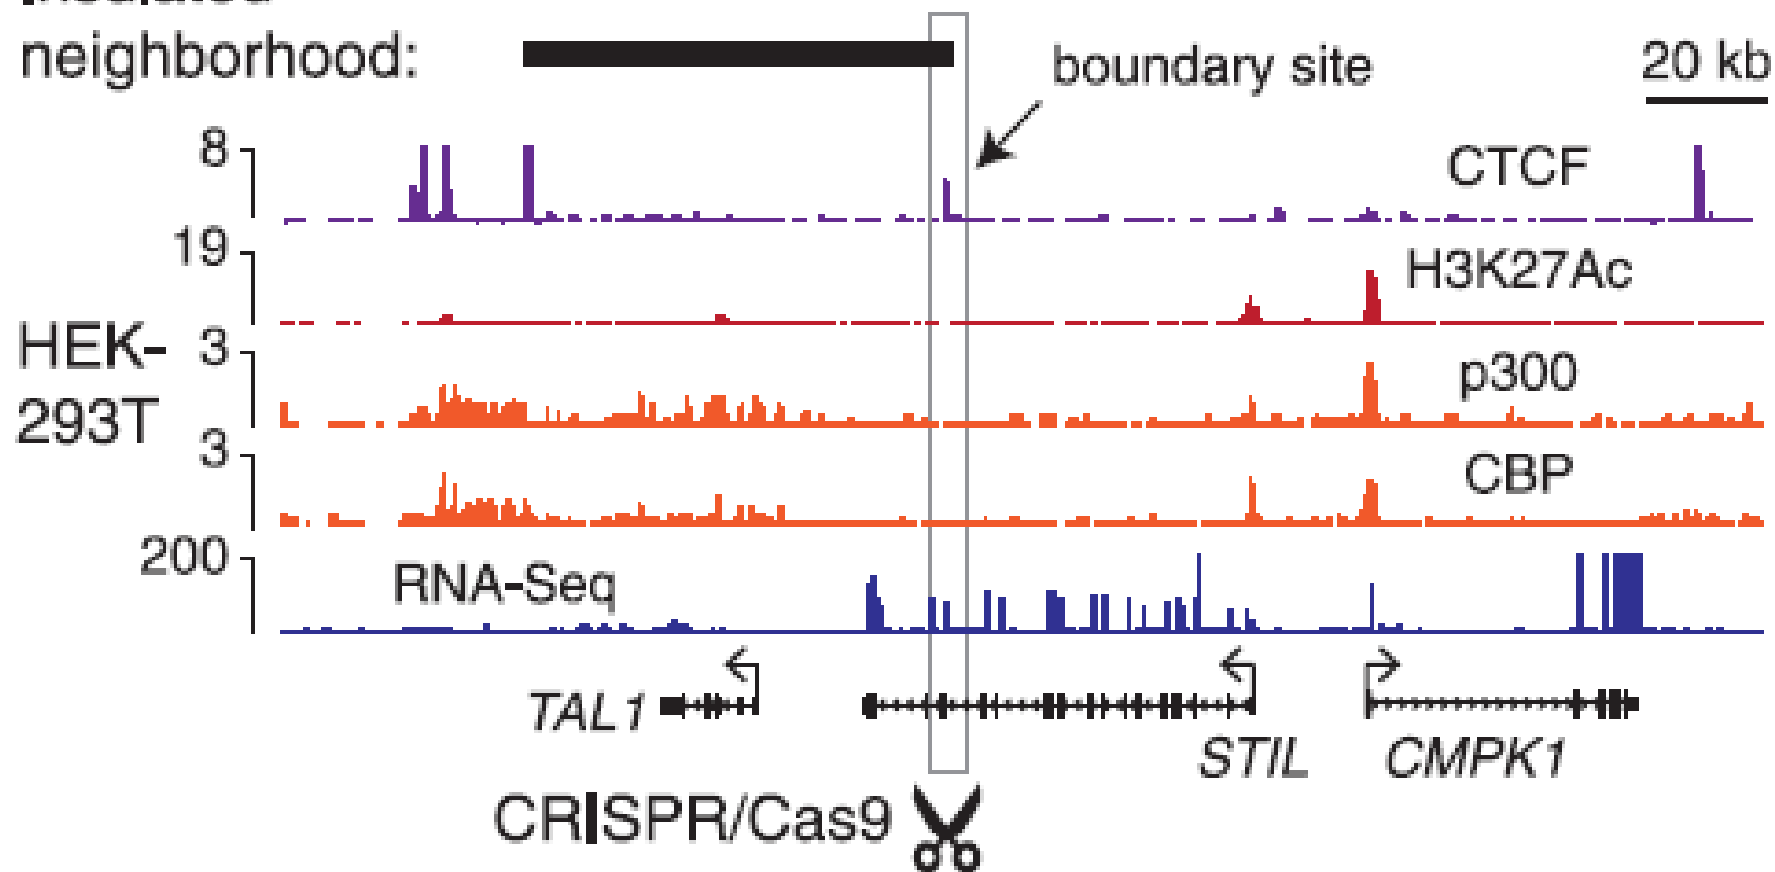 neighborhood:
boundary site
20 kb
8
CTCF
19
H3K27Ac
HEK-
293T
3
p300
3
CBP
200
RNA-Seq
TAL1
STIL
CMPK1
CRISPR/Cas9